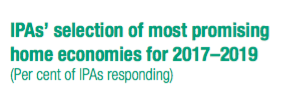 IPAs’ selection of most promising
home economies for 2017–2019
(Per cent of IPAs responding)